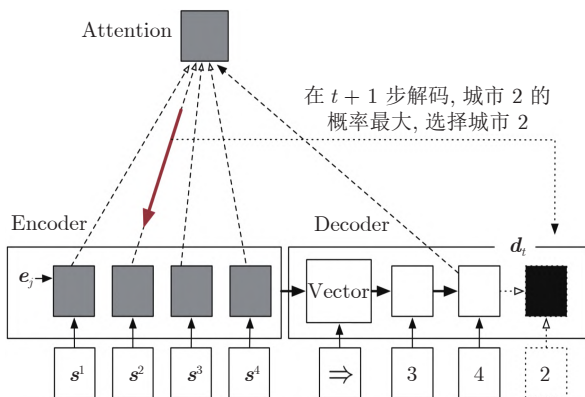 Attention
在 t + 1 步解码, 城市 2 的
概率最大, 选择城市 2
Encoder
Decoder
d_t
e_j
Vector
s^1
s^2
s^3
s^4
⇒
3
4
2